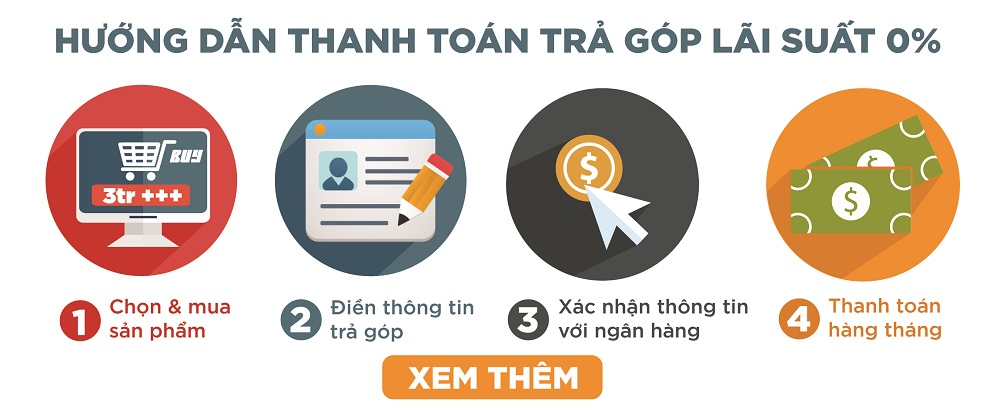 HƯỚNG DẪN THANH TOÁN TRẢ GÓP LÃI SUẤT 0%
BUY
3tr +++
$
$
1 Chọn & mua
sản phẩm
2 Điền thông tin
trả góp
3 Xác nhận thông tin
với ngân hàng
4 Thanh toán
hàng tháng
XEM THÊM